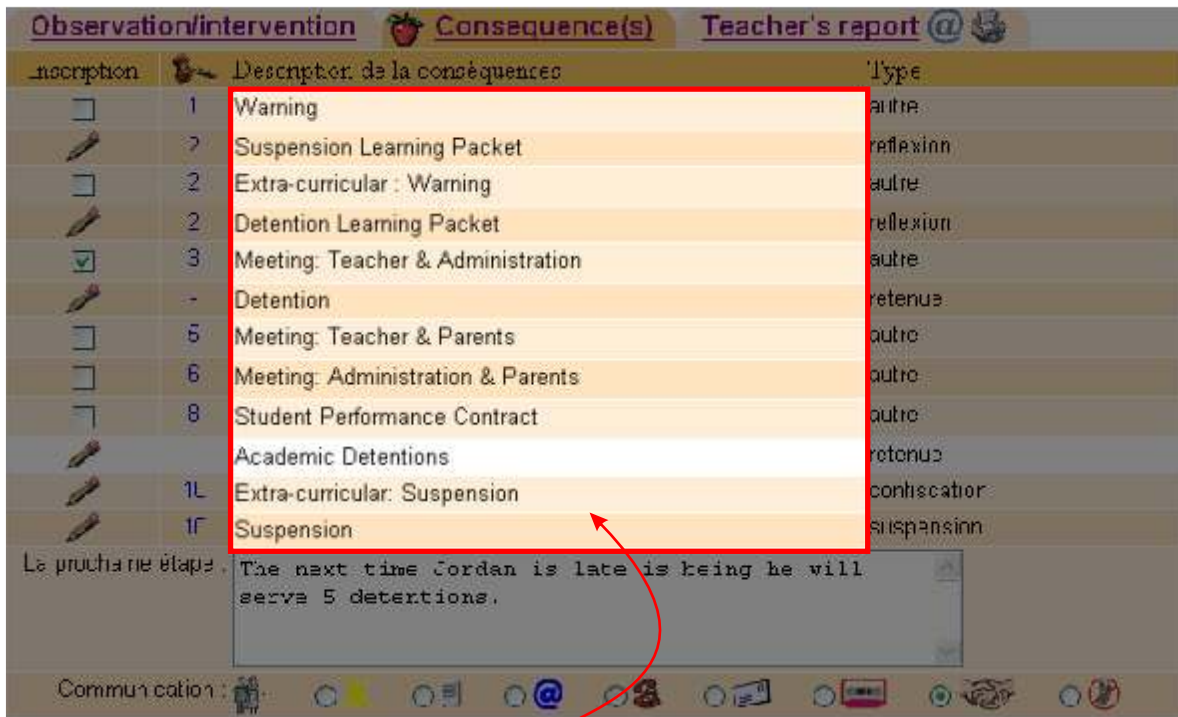 Observation/intervention Consequence(s) Teacher's report
Description de la conséquences Type
1 Warning autre
2 Suspension Learning Packet reflexion
2 Extra-curricular : Warning autre
2 Detention Learning Packet reflexion
3 Meeting: Teacher & Administration autre
- Detention retenue
5 Meeting: Teacher & Parents autre
6 Meeting: Administration & Parents autre
8 Student Performance Contract autre
Academic Detentions retenue
Extra-curricular: Suspension confiscation
Suspension suspension
La prochaine étape : The next time Jordan is late is being he will
serve 5 detentions.
Communication :